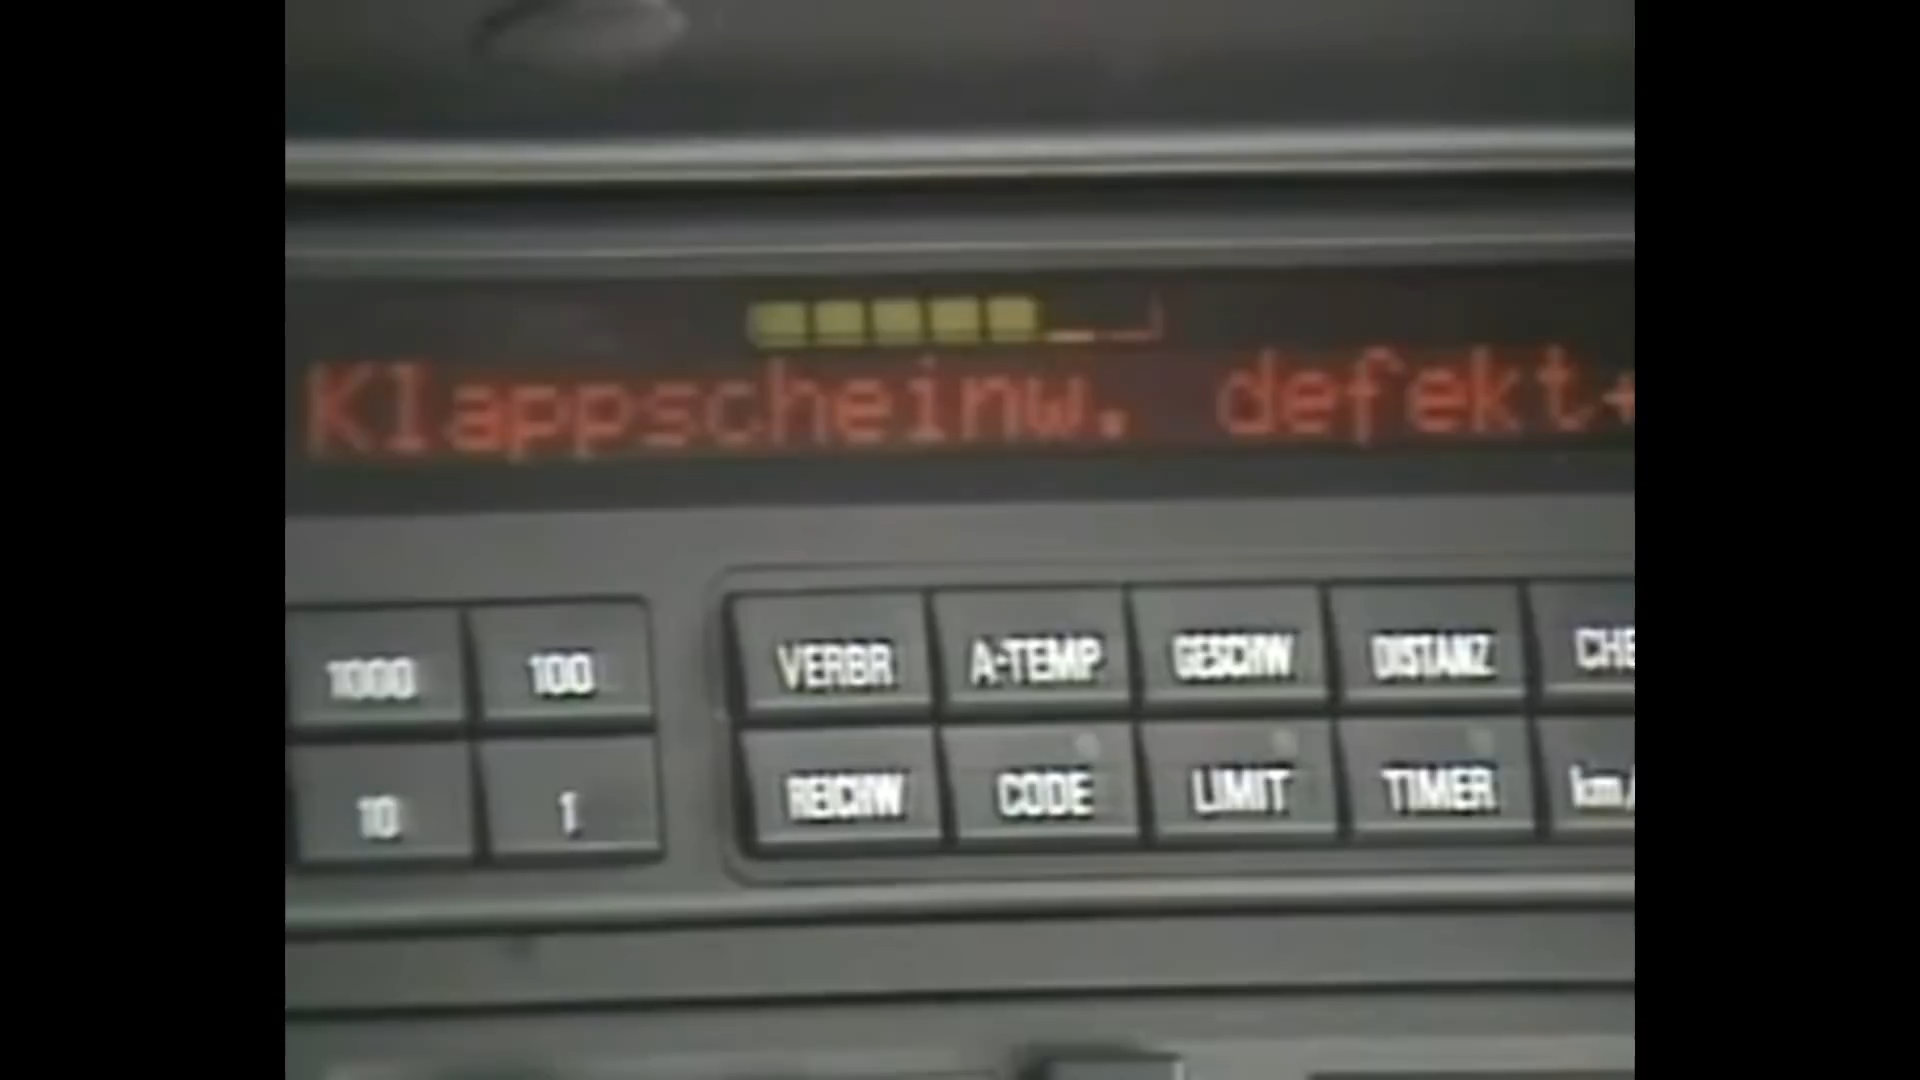 Klappscheinw. defekt+
1000 100 VERBR A-TEMP GESCHW DISTANZ CHE
10 1 REICHW CODE LIMIT TIMER km/